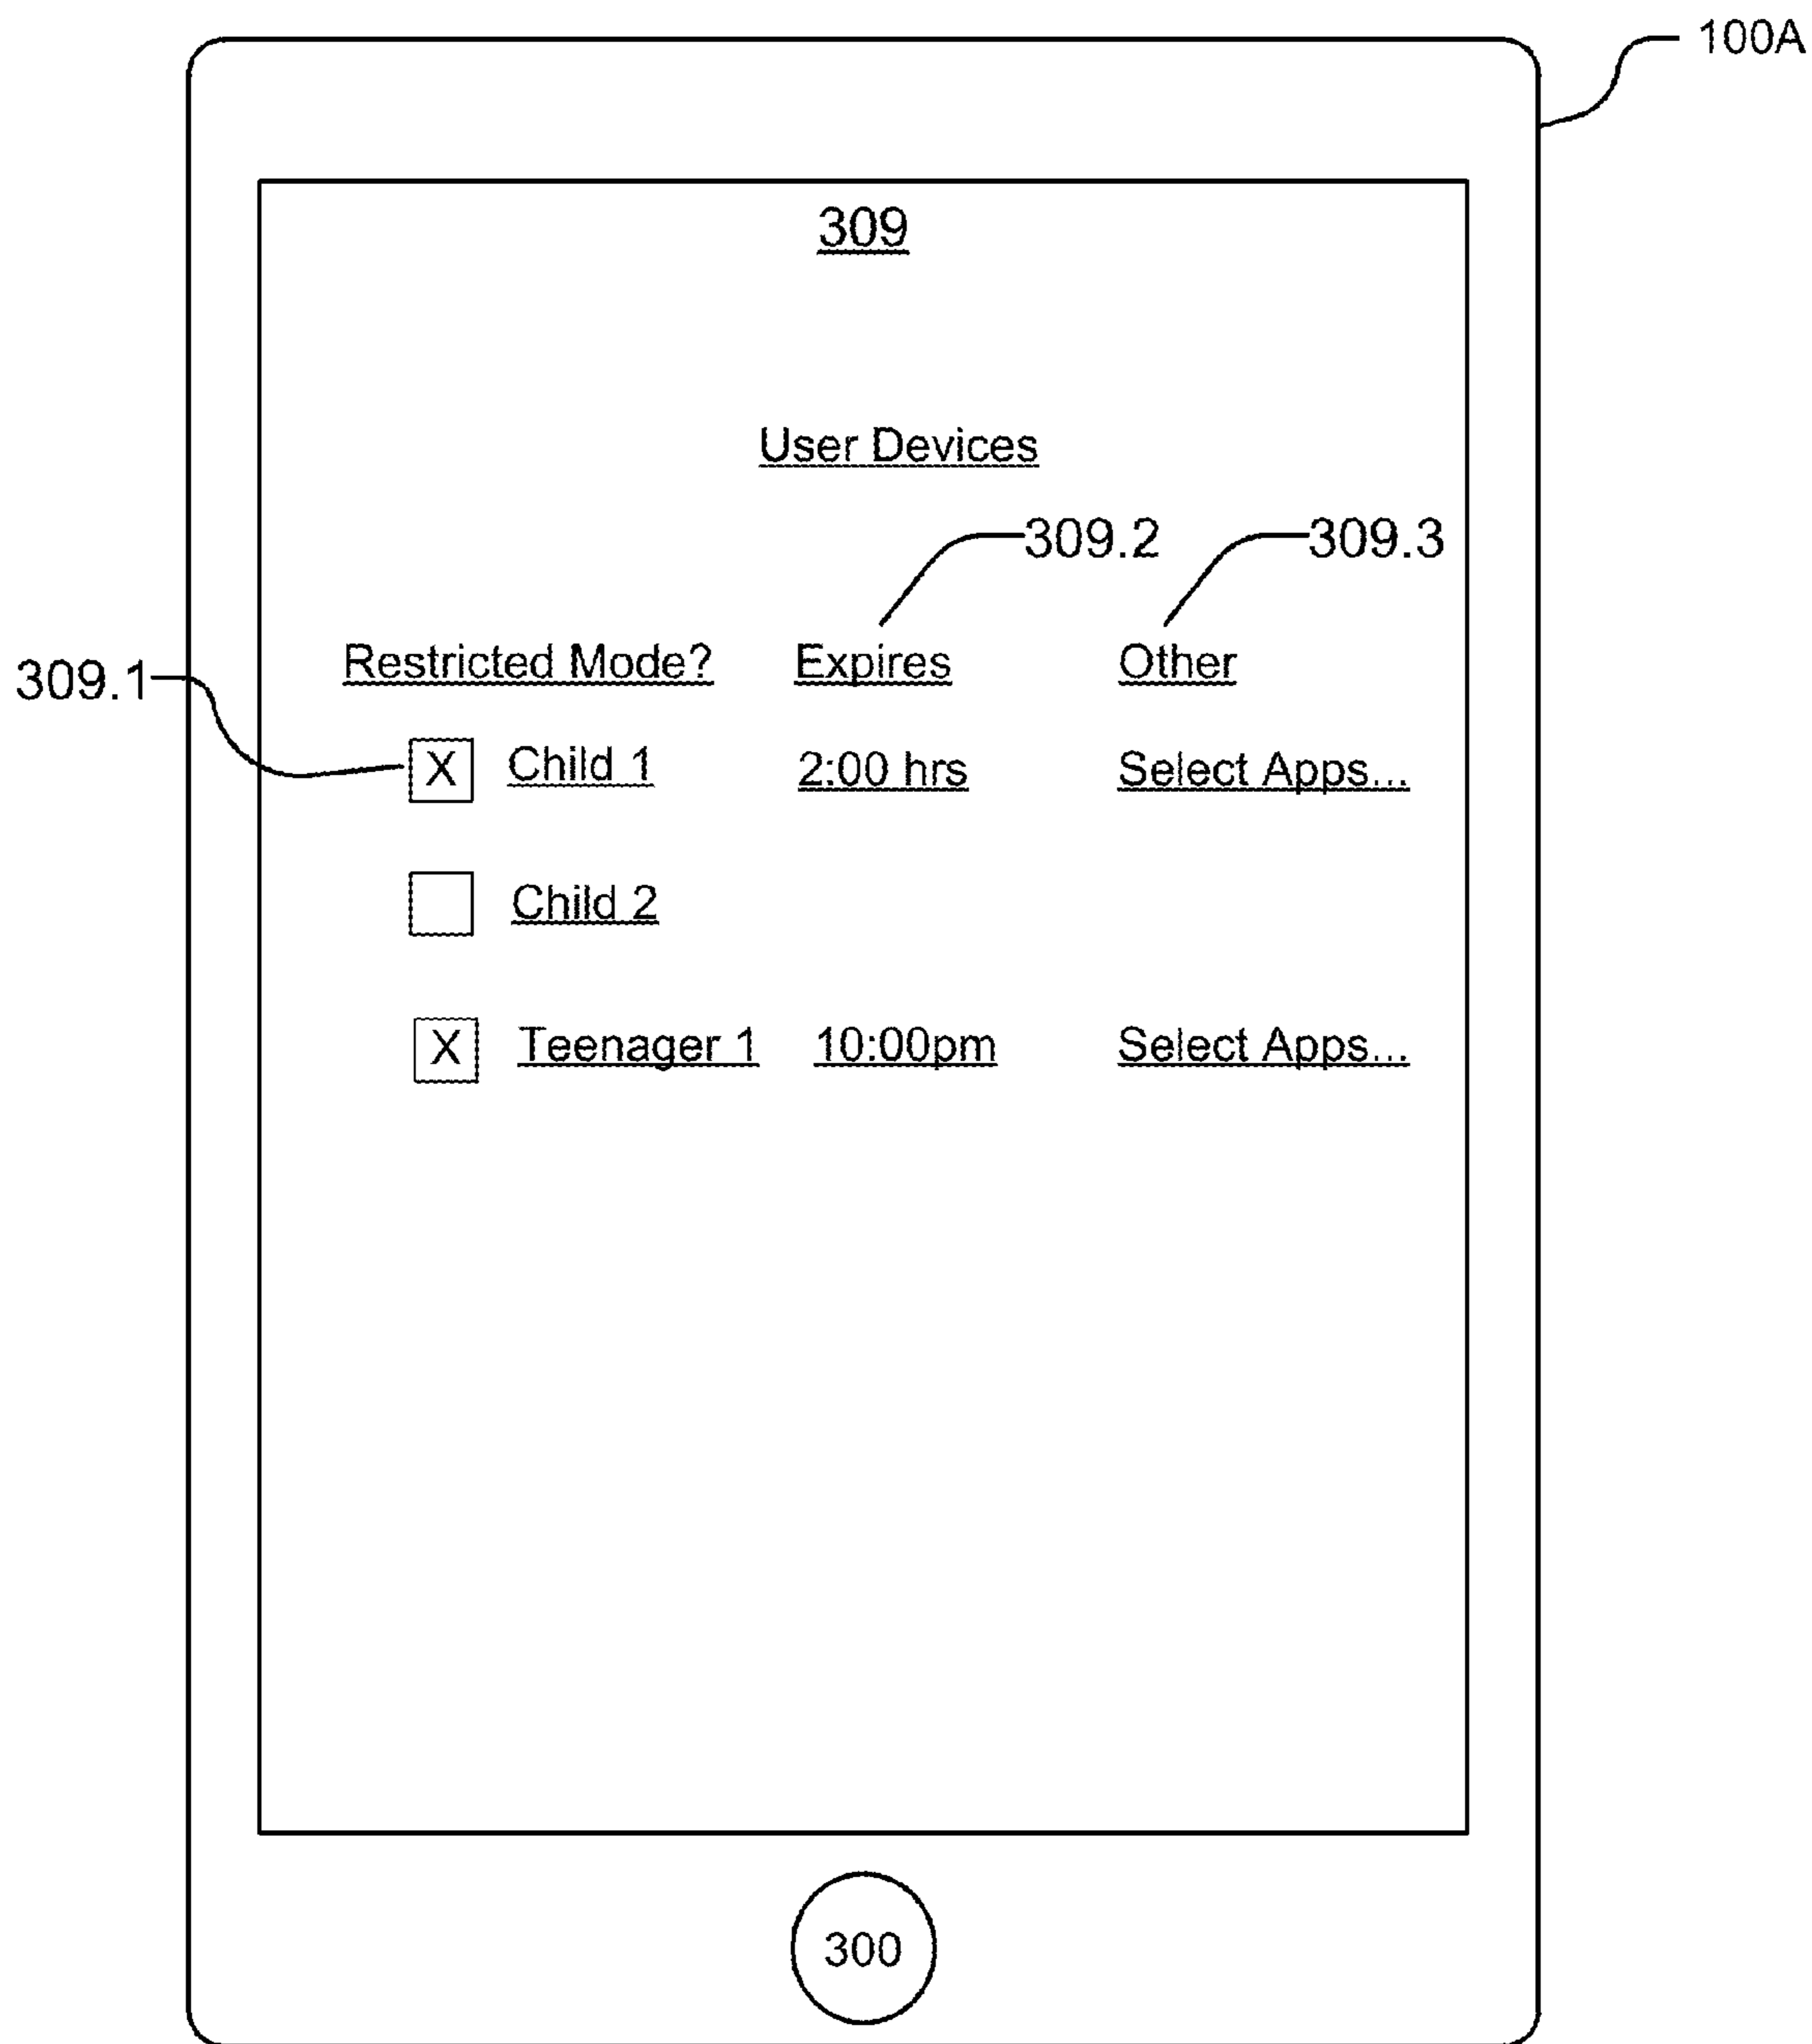 100A
309
User Devices
309.2 309.3
Restricted Mode? Expires Other
309.1
X Child 1 2:00 hrs Select Apps...
Child 2
X Teenager 1 10:00pm Select Apps...
300